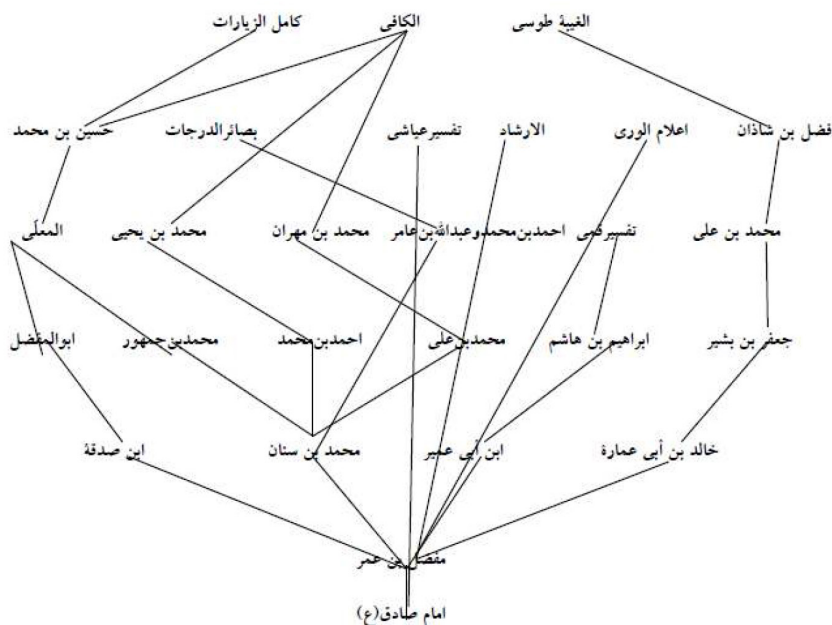 الغیبة طوسی الکافی کامل الزیارات
فضل بن شاذان اعلام الوری الارشاد تفسیرعیاشی بصائرالدرجات حسین بن محمد
محمد بن علی تفسیرقمی احمدبن‌محمدوعبدالله‌بن‌عامر محمد بن مهران محمد بن یحیی المعلّی
جعفر بن بشیر ابراهیم بن هاشم محمدبن‌علی احمدبن‌محمد محمدبن‌جمهور ابوالمفضل
خالد بن أبی عمارة ابن أبی عمیر محمد بن سنان ابن صدقة
مفضل بن عمر
امام صادق(ع)